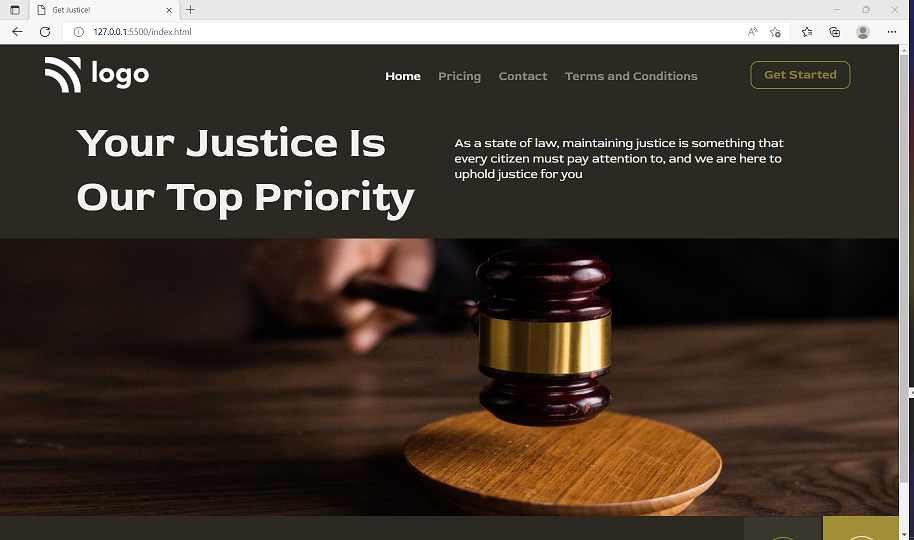 Get Justice!
127.0.0.1:5500/index.html
logo
Home Pricing Contact Terms and Conditions Get Started
Your Justice Is
Our Top Priority
As a state of law, maintaining justice is something that
every citizen must pay attention to, and we are here to
uphold justice for you